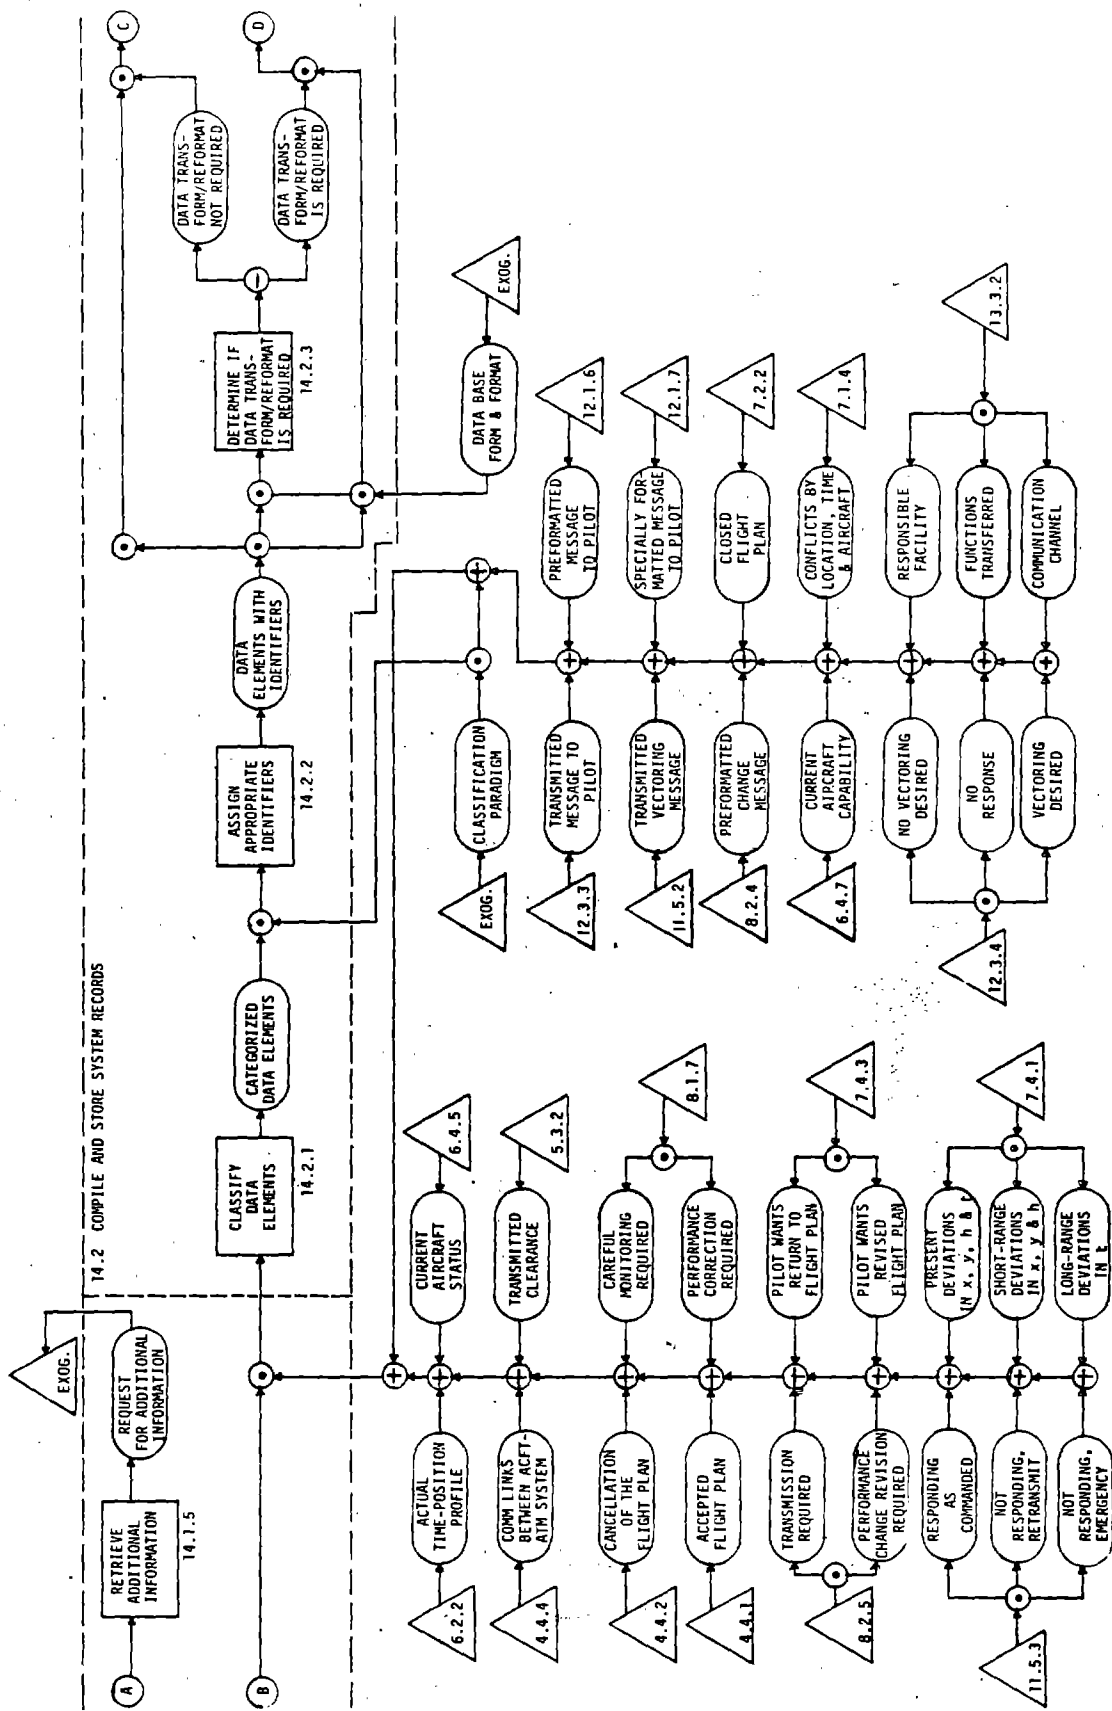 A
RETRIEVE
ADDITIONAL
INFORMATION
14.1.5
REQUEST
FOR ADDITIONAL
INFORMATION
EXOG.
14.2 COMPILE AND STORE SYSTEM RECORDS
B
CLASSIFY
DATA
ELEMENTS
14.2.1
CATEGORIZED
DATA ELEMENTS
ASSIGN
APPROPRIATE
IDENTIFIERS
14.2.2
DATA
ELEMENTS WITH
IDENTIFIERS
DETERMINE IF
DATA TRANS-
FORM/REFORMAT
IS REQUIRED
14.2.3
DATA TRANS-
FORM/REFORMAT
NOT REQUIRED
DATA TRANS-
FORM/REFORMAT
IS REQUIRED
C
D
EXOG.
DATA BASE
FORM & FORMAT
6.2.2
ACTUAL
TIME-POSITION
PROFILE
CURRENT
AIRCRAFT
STATUS
6.4.5
4.4.4
COMM LINKS
BETWEEN ACFT-
ATM SYSTEM
TRANSMITTED
CLEARANCE
5.3.2
4.4.2
CANCELLATION
OF THE
FLIGHT PLAN
CAREFUL
MONITORING
REQUIRED
8.1.7
4.4.1
ACCEPTED
FLIGHT PLAN
PERFORMANCE
CORRECTION
REQUIRED
8.2.5
TRANSMISSION
REQUIRED
PILOT WANTS
RETURN TO
FLIGHT PLAN
7.4.3
PERFORMANCE
CHANGE REVISION
REQUIRED
PILOT WANTS
REVISED
FLIGHT PLAN
11.5.3
RESPONDING
AS
COMMANDED
PRESENT
DEVIATIONS
IN x, y, h & t
7.4.1
NOT
RESPONDING,
RETRANSMIT
SHORT-RANGE
DEVIATIONS
IN x, y & h
NOT
RESPONDING,
EMERGENCY
LONG-RANGE
DEVIATIONS
IN t
EXOG.
CLASSIFICATION
PARADIGM
12.3.3
TRANSMITTED
MESSAGE TO
PILOT
PREFORMATTED
MESSAGE
TO PILOT
12.1.6
11.5.2
TRANSMITTED
VECTORING
MESSAGE
SPECIALLY FOR-
MATTED MESSAGE
TO PILOT
12.1.7
8.2.4
PREFORMATTED
CHANGE
MESSAGE
CLOSED
FLIGHT
PLAN
7.2.2
6.4.7
CURRENT
AIRCRAFT
CAPABILITY
CONFLICTS BY
LOCATION, TIME
& AIRCRAFT
7.1.4
12.3.4
NO VECTORING
DESIRED
RESPONSIBLE
FACILITY
13.3.2
NO
RESPONSE
FUNCTIONS
TRANSFERRED
VECTORING
DESIRED
COMMUNICATION
CHANNEL